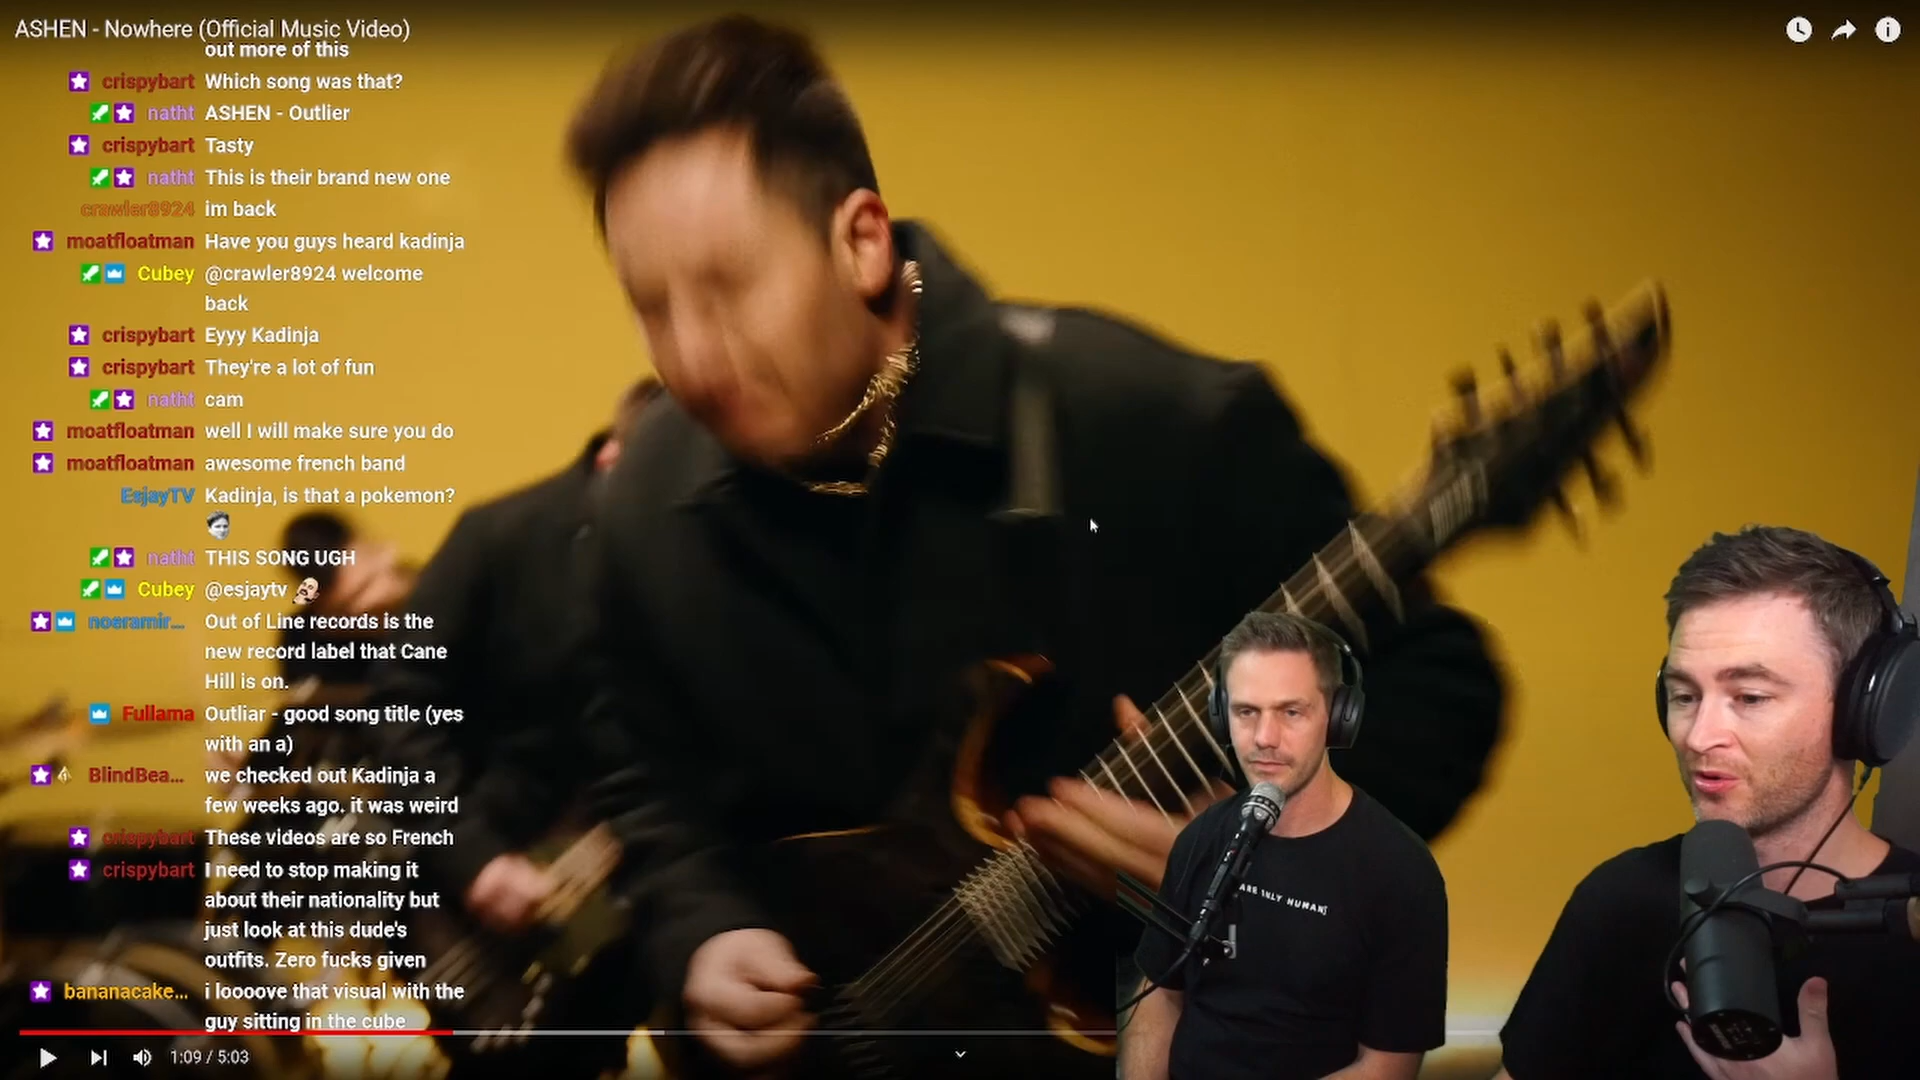 ASHEN - Nowhere (Official Music Video)
out more of this
crispybart Which song was that?
natht ASHEN - Outlier
crispybart Tasty
natht This is their brand new one
crawler8924 im back
moatfloatman Have you guys heard kadinja
Cubey @crawler8924 welcome
back
crispybart Eyyy Kadinja
crispybart They're a lot of fun
natht cam
moatfloatman well I will make sure you do
moatfloatman awesome french band
EsjayTV Kadinja, is that a pokemon?
natht THIS SONG UGH
Cubey @esjaytv
noeramir... Out of Line records is the
new record label that Cane
Hill is on.
Fullama Outliar - good song title (yes
with an a)
BlindBea... we checked out Kadinja a
few weeks ago. it was weird
crispybart These videos are so French
crispybart I need to stop making it
about their nationality but
just look at this dude's
outfits. Zero fucks given
bananacake... i loooove that visual with the
guy sitting in the cube
1:09 / 5:03
ARE ONLY HUMANS